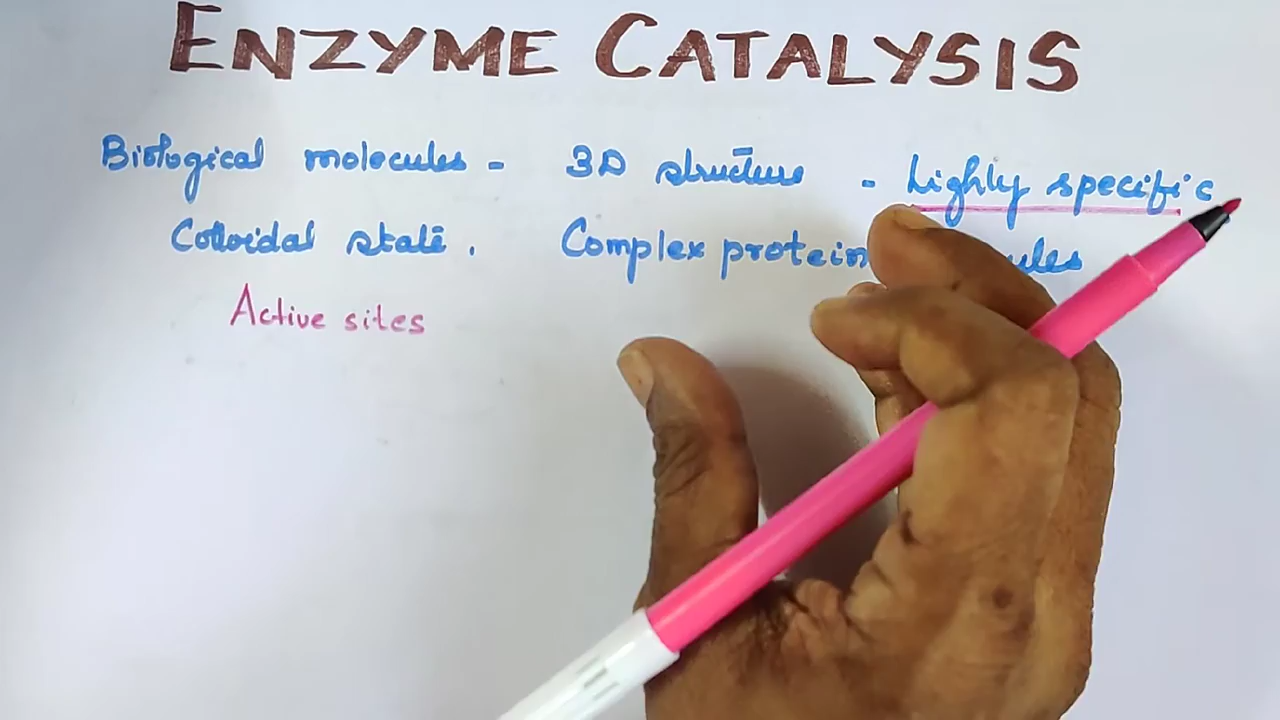 ENZYME CATALYSIS
Biological molecules - 3D structure - highly specific
Colloidal state. Complex protein
Active sites